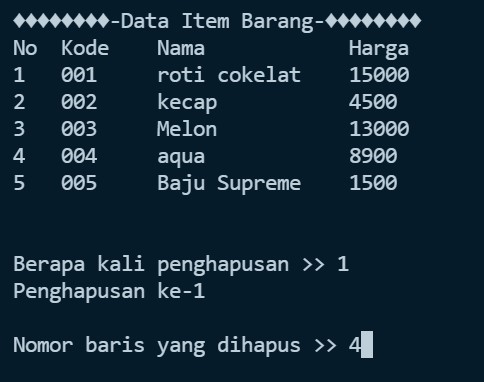 ♦♦♦♦♦♦♦♦-Data Item Barang-♦♦♦♦♦♦♦♦
No Kode Nama Harga
1 001 roti cokelat 15000
2 002 kecap 4500
3 003 Melon 13000
4 004 aqua 8900
5 005 Baju Supreme 1500
Berapa kali penghapusan >> 1
Penghapusan ke-1
Nomor baris yang dihapus >> 4